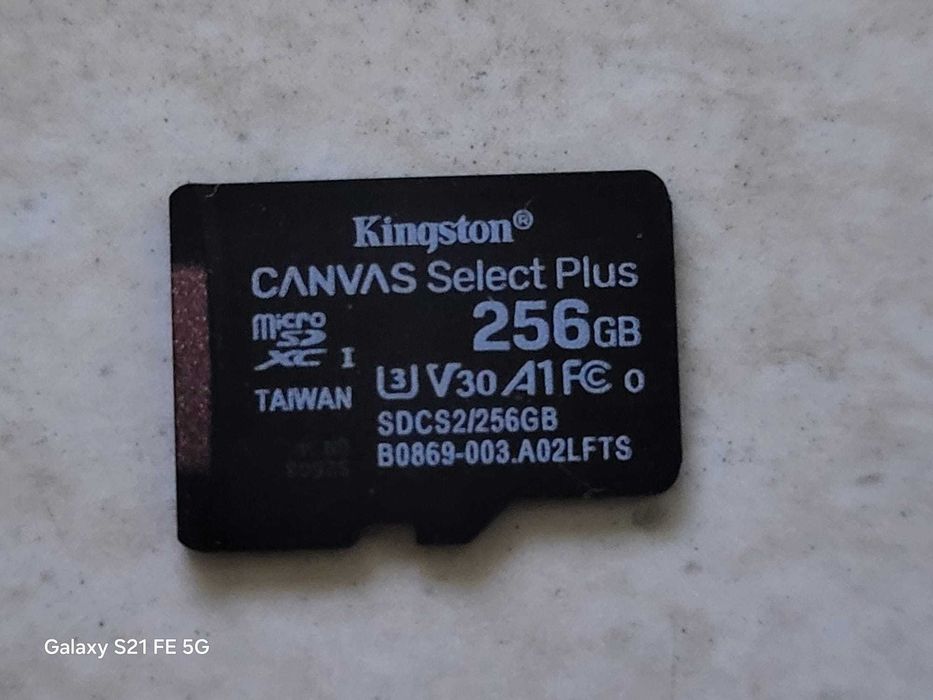 Kingston®
CANVAS Select Plus
256GB
micro SD XC I
U3 V30 A1 FC
TAIWAN
SDCS2/256GB
B0869-003.A02LFTS
Galaxy S21 FE 5G